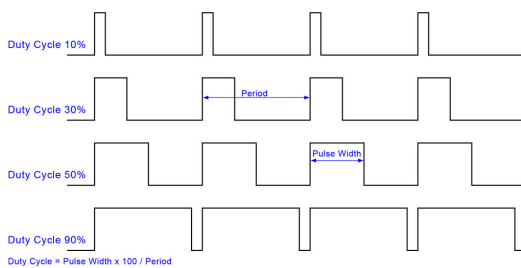 Duty Cycle 10%
Duty Cycle 30%
Period
Duty Cycle 50%
Pulse Width
Duty Cycle 90%
Duty Cycle = Pulse Width x 100 / Period